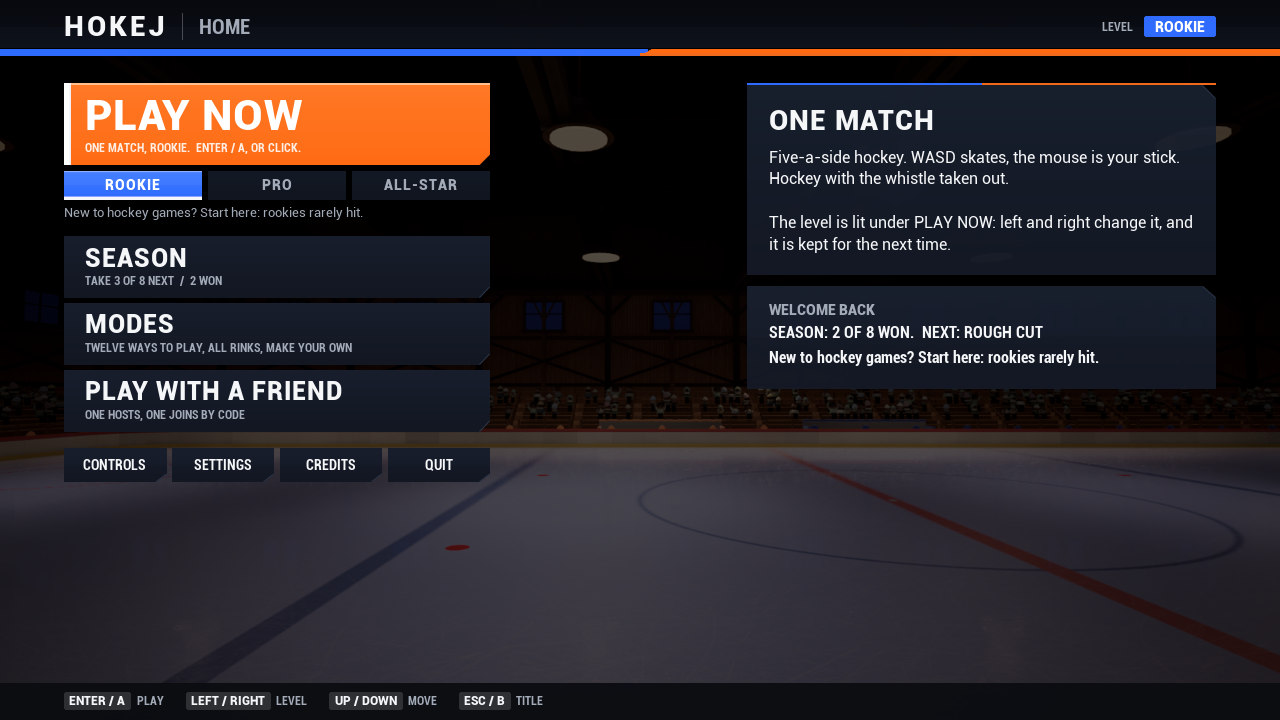 HOKEJ
HOME
LEVEL
ROOKIE
PLAY NOW
ONE MATCH, ROOKIE. ENTER / A, OR CLICK.
ROOKIE
PRO
ALL-STAR
New to hockey games? Start here: rookies rarely hit.
SEASON
TAKE 3 OF 8 NEXT / 2 WON
MODES
TWELVE WAYS TO PLAY, ALL RINKS, MAKE YOUR OWN
PLAY WITH A FRIEND
ONE HOSTS, ONE JOINS BY CODE
CONTROLS
SETTINGS
CREDITS
QUIT
ONE MATCH
Five-a-side hockey. WASD skates, the mouse is your stick.
Hockey with the whistle taken out.
The level is lit under PLAY NOW: left and right change it, and
it is kept for the next time.
WELCOME BACK
SEASON: 2 OF 8 WON. NEXT: ROUGH CUT
New to hockey games? Start here: rookies rarely hit.
ENTER / A PLAY
LEFT / RIGHT LEVEL
UP / DOWN MOVE
ESC / B TITLE